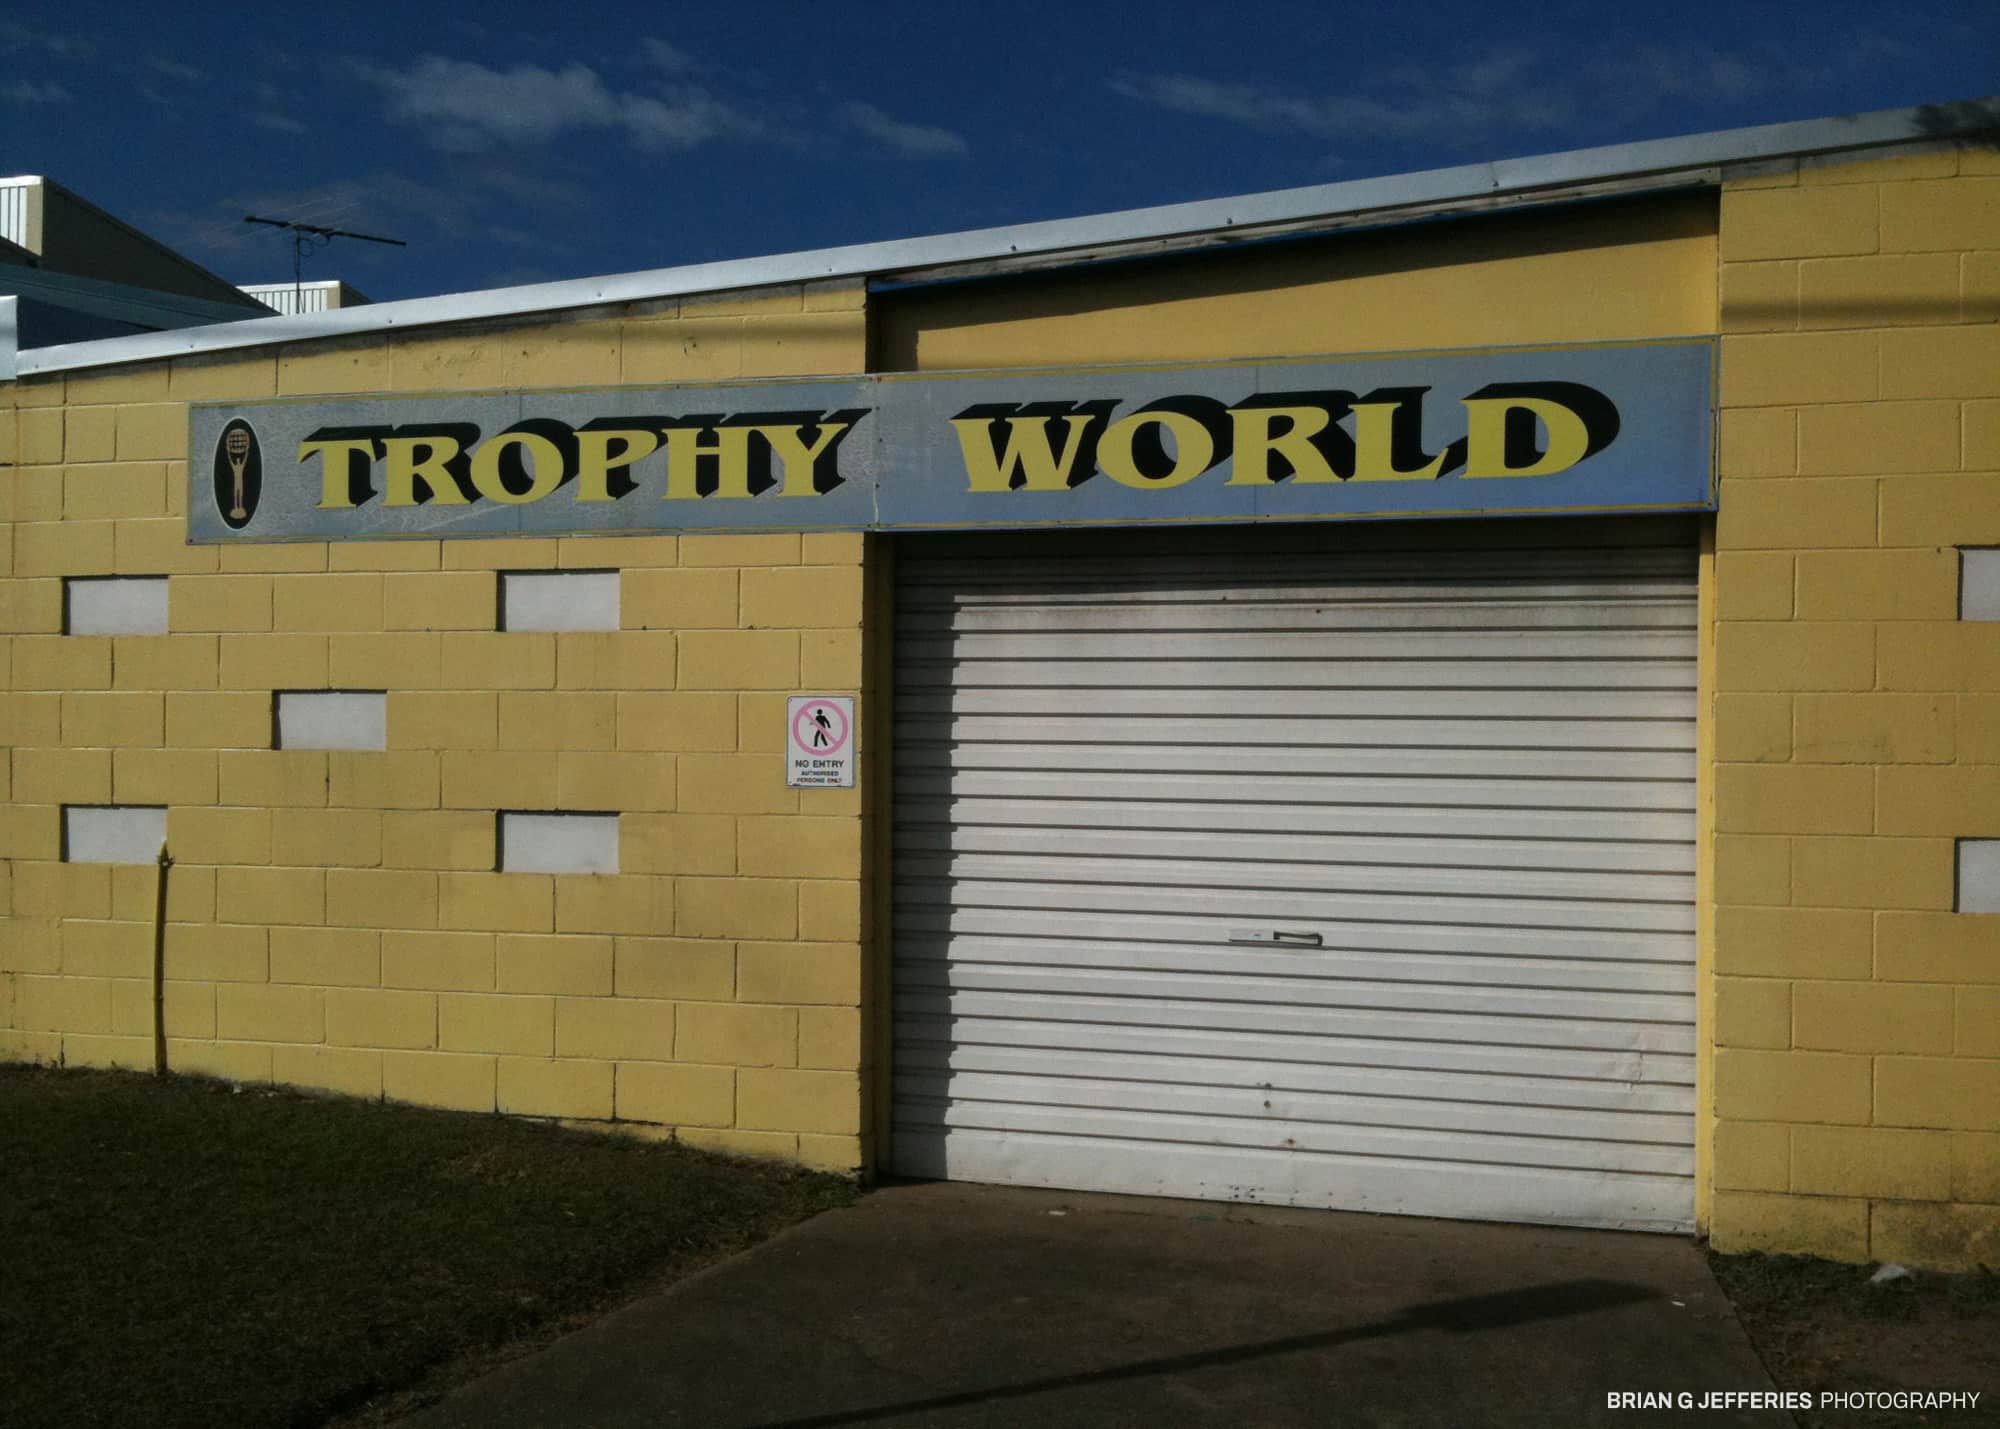 TROPHY WORLD
NO ENTRY
AUTHORISED
PERSONS ONLY
BRIAN G JEFFERIES PHOTOGRAPHY